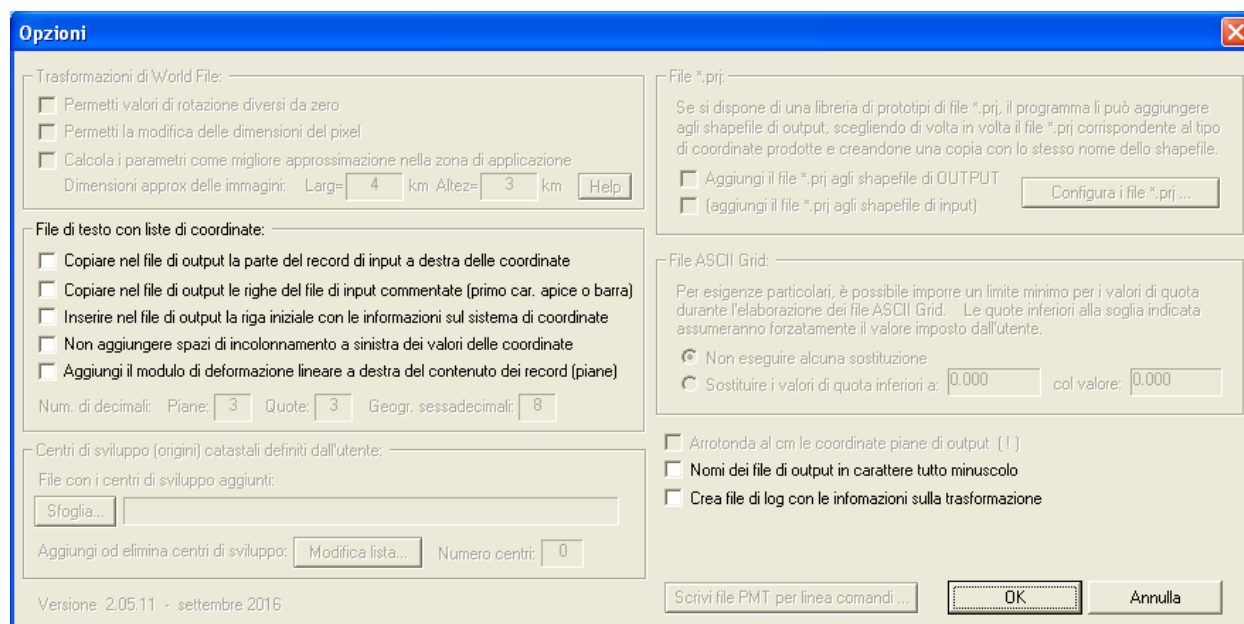 Opzioni
Trasformazioni di World File:
Permetti valori di rotazione diversi da zero
Permetti la modifica delle dimensioni del pixel
Calcola i parametri come migliore approssimazione nella zona di applicazione
Dimensioni approx delle immagini: Larg= 4 km Altez= 3 km Help
File di testo con liste di coordinate:
Copiare nel file di output la parte del record di input a destra delle coordinate
Copiare nel file di output le righe del file di input commentate (primo car. apice o barra)
Inserire nel file di output la riga iniziale con le informazioni sul sistema di coordinate
Non aggiungere spazi di incolonnamento a sinistra dei valori delle coordinate
Aggiungi il modulo di deformazione lineare a destra del contenuto dei record (piane)
Num. di decimali: Piane: 3 Quote: 3 Geogr. sessadecimali: 8
Centri di sviluppo (origini) catastali definiti dall'utente:
File con i centri di sviluppo aggiunti:
Sfoglia...
Aggiungi od elimina centri di sviluppo: Modifica lista... Numero centri: 0
Versione 2.05.11 - settembre 2016
File *.prj:
Se si dispone di una libreria di prototipi di file *.prj, il programma li può aggiungere
agli shapefile di output, scegliendo di volta in volta il file *.prj corrispondente al tipo
di coordinate prodotte e creandone una copia con lo stesso nome dello shapefile.
Aggiungi il file *.prj agli shapefile di OUTPUT
(aggiungi il file *.prj agli shapefile di input)
Configura i file *.prj ...
File ASCII Grid:
Per esigenze particolari, è possibile imporre un limite minimo per i valori di quota
durante l'elaborazione dei file ASCII Grid. Le quote inferiori alla soglia indicata
assumeranno forzatamente il valore imposto dall'utente.
Non eseguire alcuna sostituzione
Sostituire i valori di quota inferiori a: 0.000 col valore: 0.000
Arrotonda al cm le coordinate piane di output ( ! )
Nomi dei file di output in carattere tutto minuscolo
Crea file di log con le infomazioni sulla trasformazione
Scrivi file PMT per linea comandi ... OK Annulla